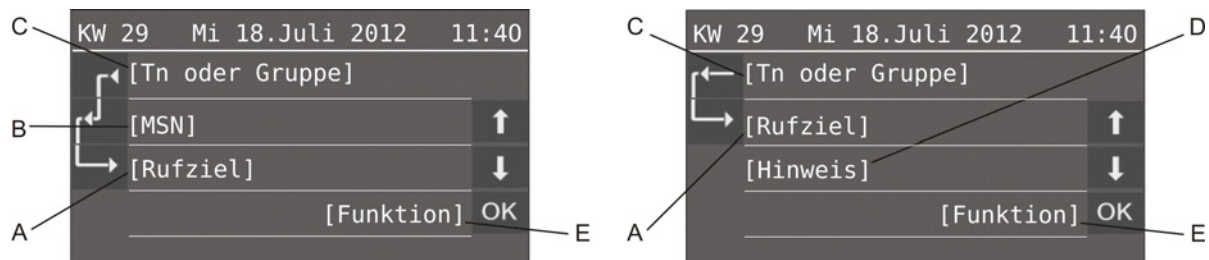 C
KW 29 Mi 18.Juli 2012 11:40
[Tn oder Gruppe]
B
[MSN]
[Rufziel]
A
[Funktion] OK
E
C
KW 29 Mi 18.Juli 2012 11:40
D
[Tn oder Gruppe]
[Rufziel]
[Hinweis]
A
[Funktion] OK
E